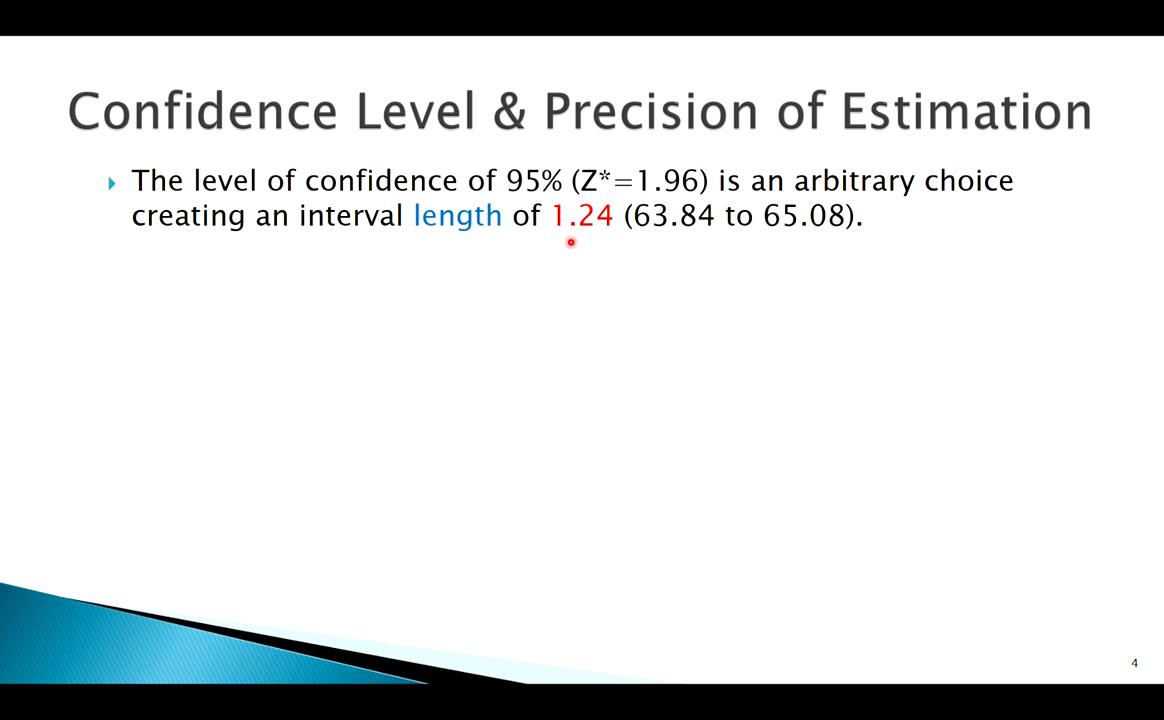 Confidence Level & Precision of Estimation
The level of confidence of 95% (Z*=1.96) is an arbitrary choice
creating an interval length of 1.24 (63.84 to 65.08).
4